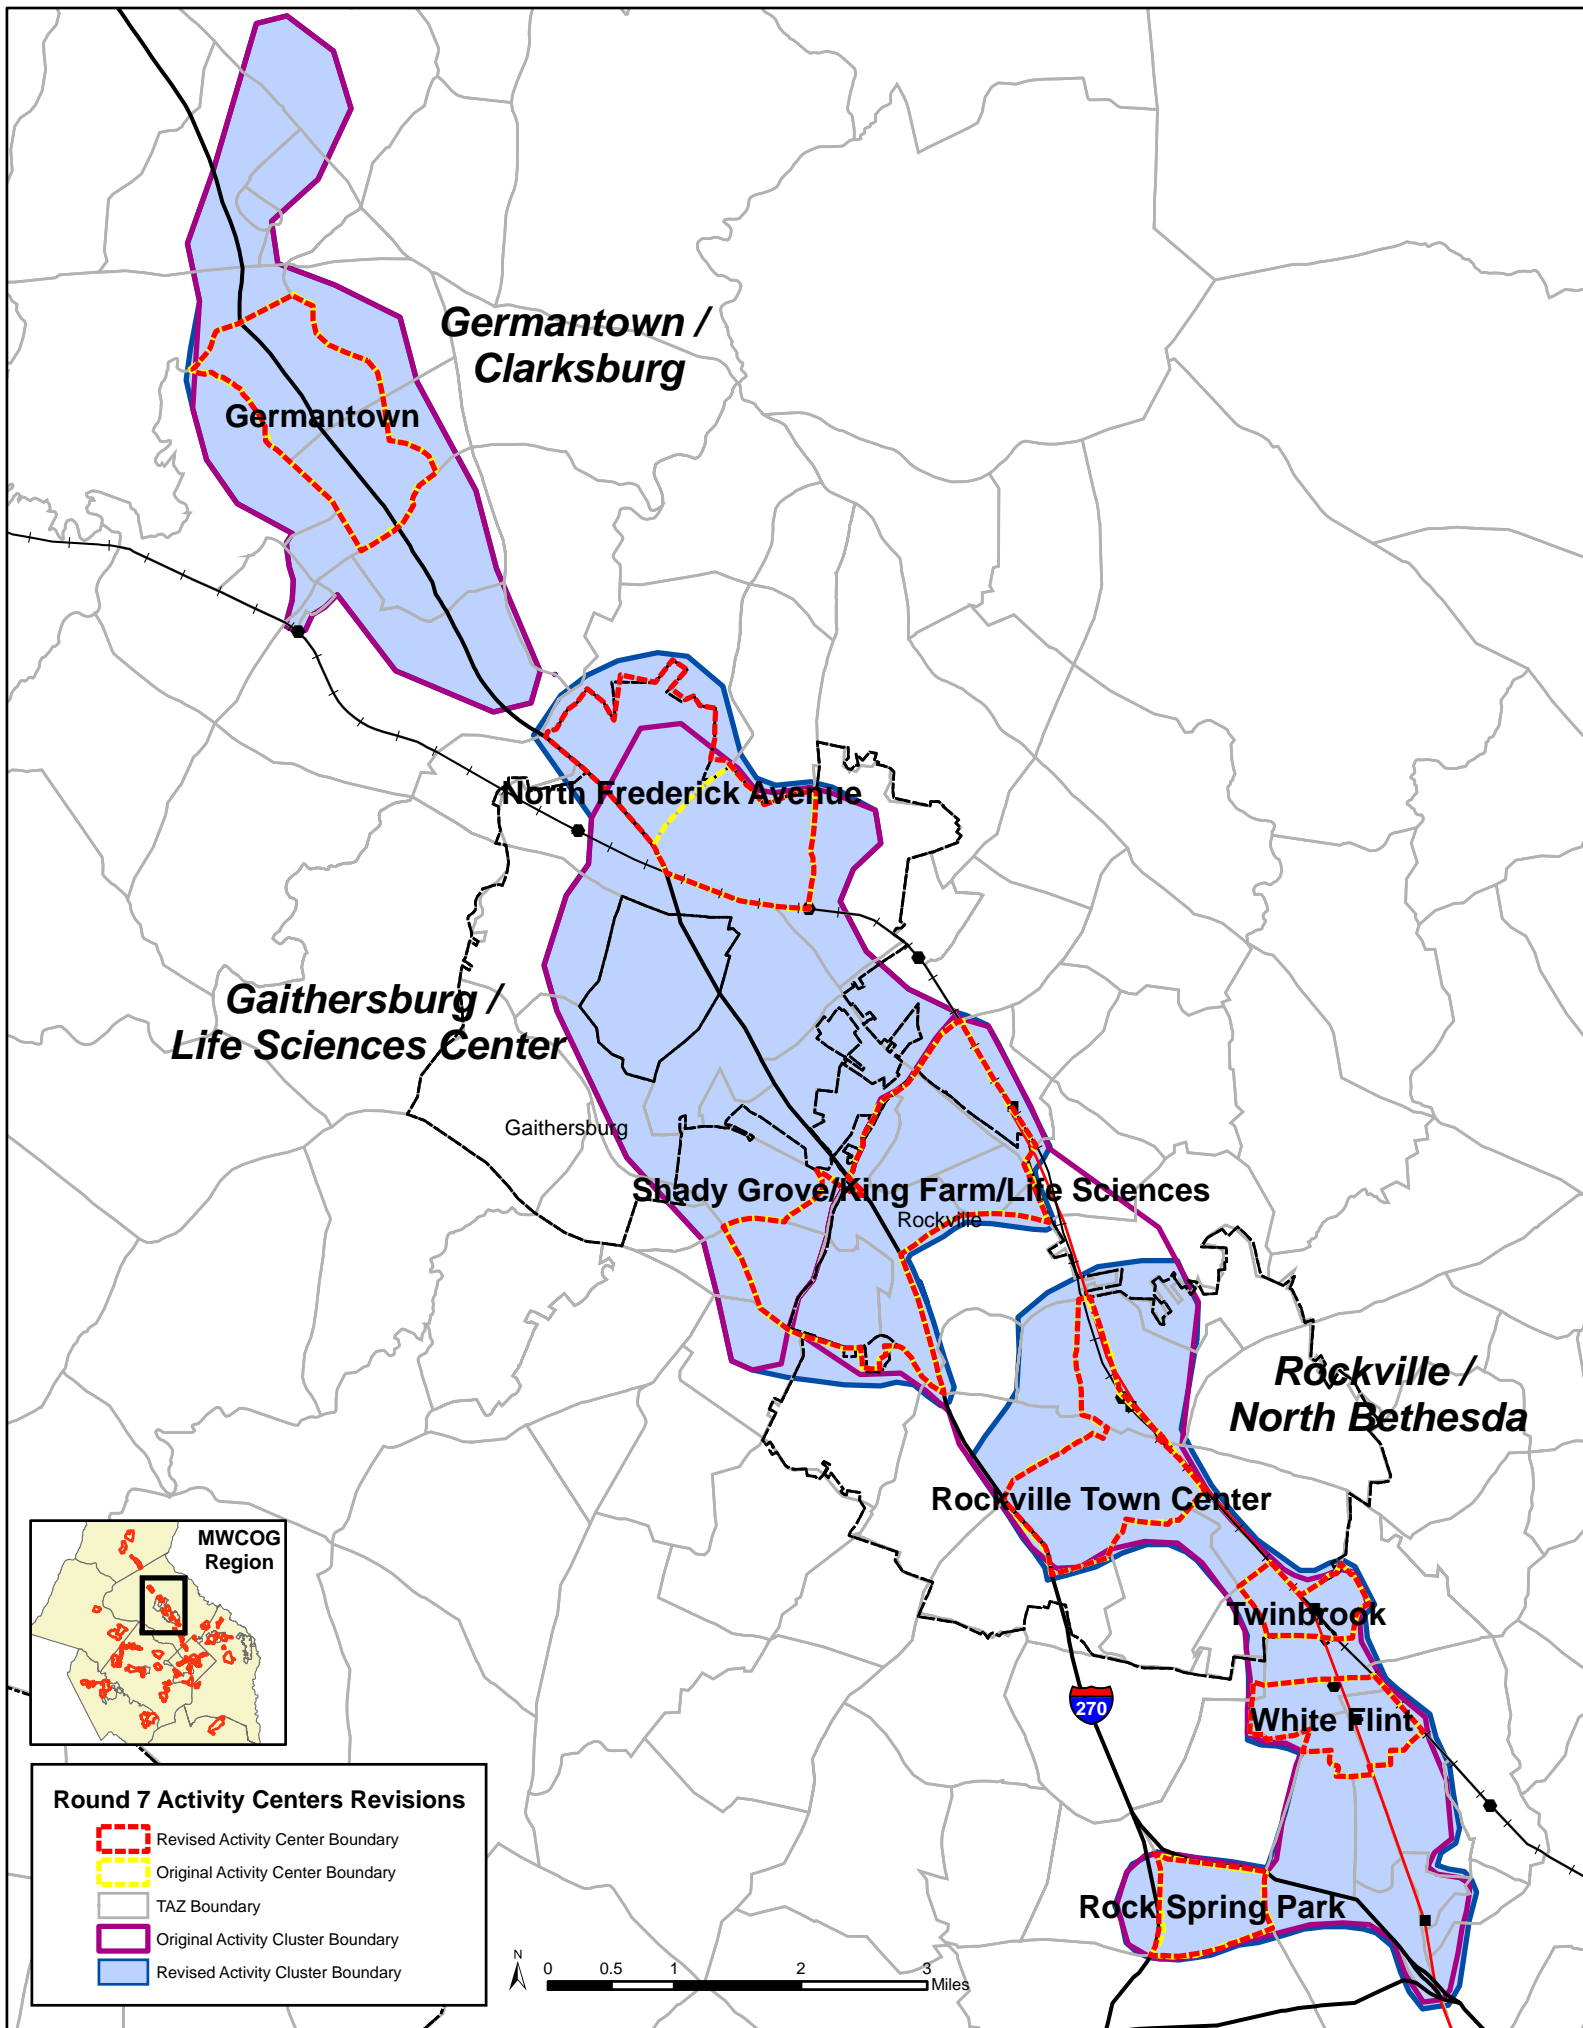 Germantown /
Clarksburg
Germantown
North Frederick Avenue
Gaithersburg /
Life Sciences Center
Gaithersburg
Shady Grove/King Farm/Life Sciences
Rockville
Rockville /
North Bethesda
Rockville Town Center
MWCOG
Region
Twinbrook
270
White Flint
Round 7 Activity Centers Revisions
Revised Activity Center Boundary
Original Activity Center Boundary
TAZ Boundary
Original Activity Cluster Boundary
Revised Activity Cluster Boundary
Rock Spring Park
N
0 0.5 1 2 3
Miles